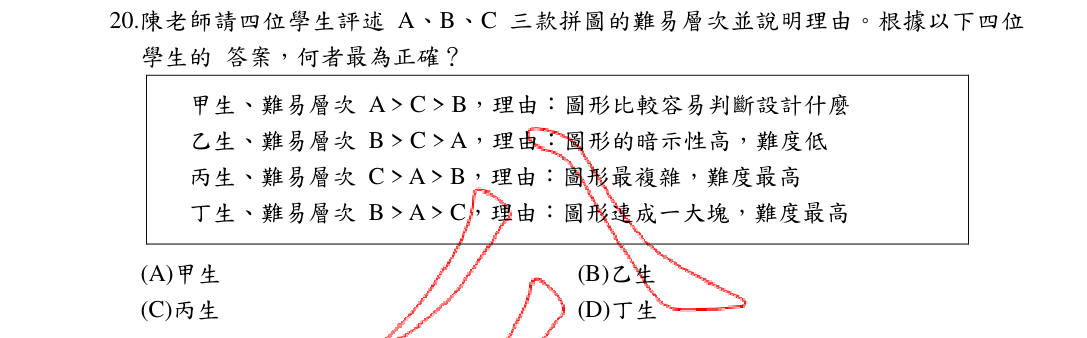 20.陳老師請四位學生評述 A、B、C 三款拼圖的難易層次並說明理由。根據以下四位
學生的 答案，何者最為正確？
甲生、難易層次 A＞C＞B，理由：圖形比較容易判斷設計什麼
乙生、難易層次 B＞C＞A，理由：圖形的暗示性高，難度低
丙生、難易層次 C＞A＞B，理由：圖形最複雜，難度最高
丁生、難易層次 B＞A＞C，理由：圖形連成一大塊，難度最高
(A)甲生 (B)乙生
(C)丙生 (D)丁生